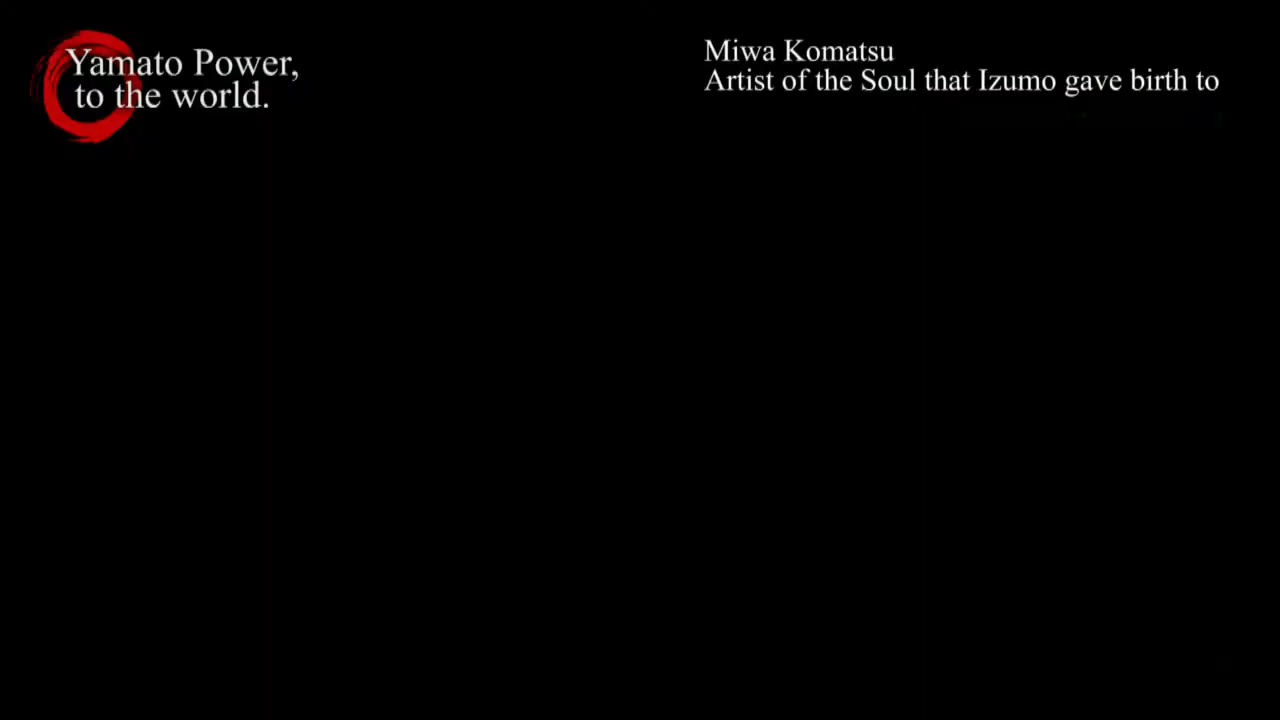 Yamato Power,
to the world.
Miwa Komatsu
Artist of the Soul that Izumo gave birth to